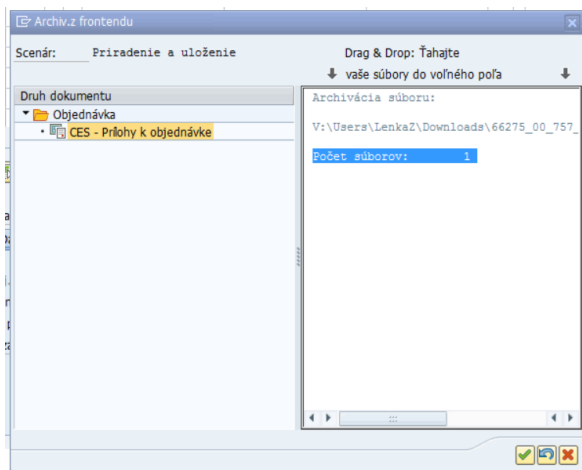 Archiv.z frontendu
Scenár: Priradenie a uloženie
Drag & Drop: Ťahajte
vaše súbory do voľného poľa
Druh dokumentu
Objednávka
CES - Prílohy k objednávke
Archivácia súboru:
V:\Users\LenkaZ\Downloads\66275_00_757_
Počet súborov: 1